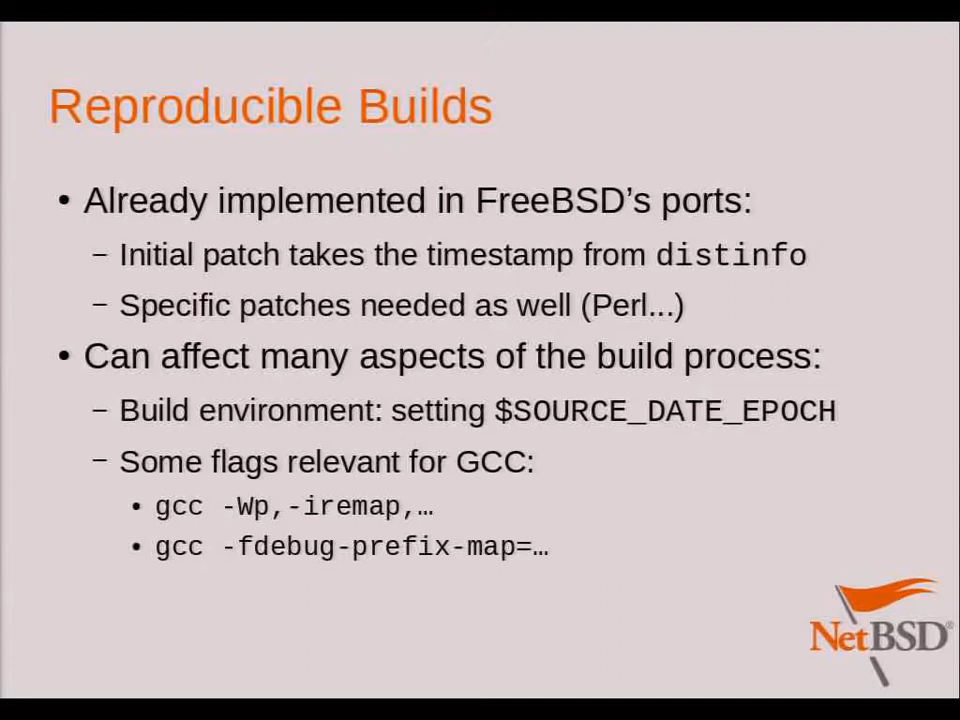 Reproducible Builds
• Already implemented in FreeBSD’s ports:
– Initial patch takes the timestamp from distinfo
– Specific patches needed as well (Perl...)
• Can affect many aspects of the build process:
– Build environment: setting $SOURCE_DATE_EPOCH
– Some flags relevant for GCC:
• gcc -Wp,-iremap,…
• gcc -fdebug-prefix-map=…
NetBSD®